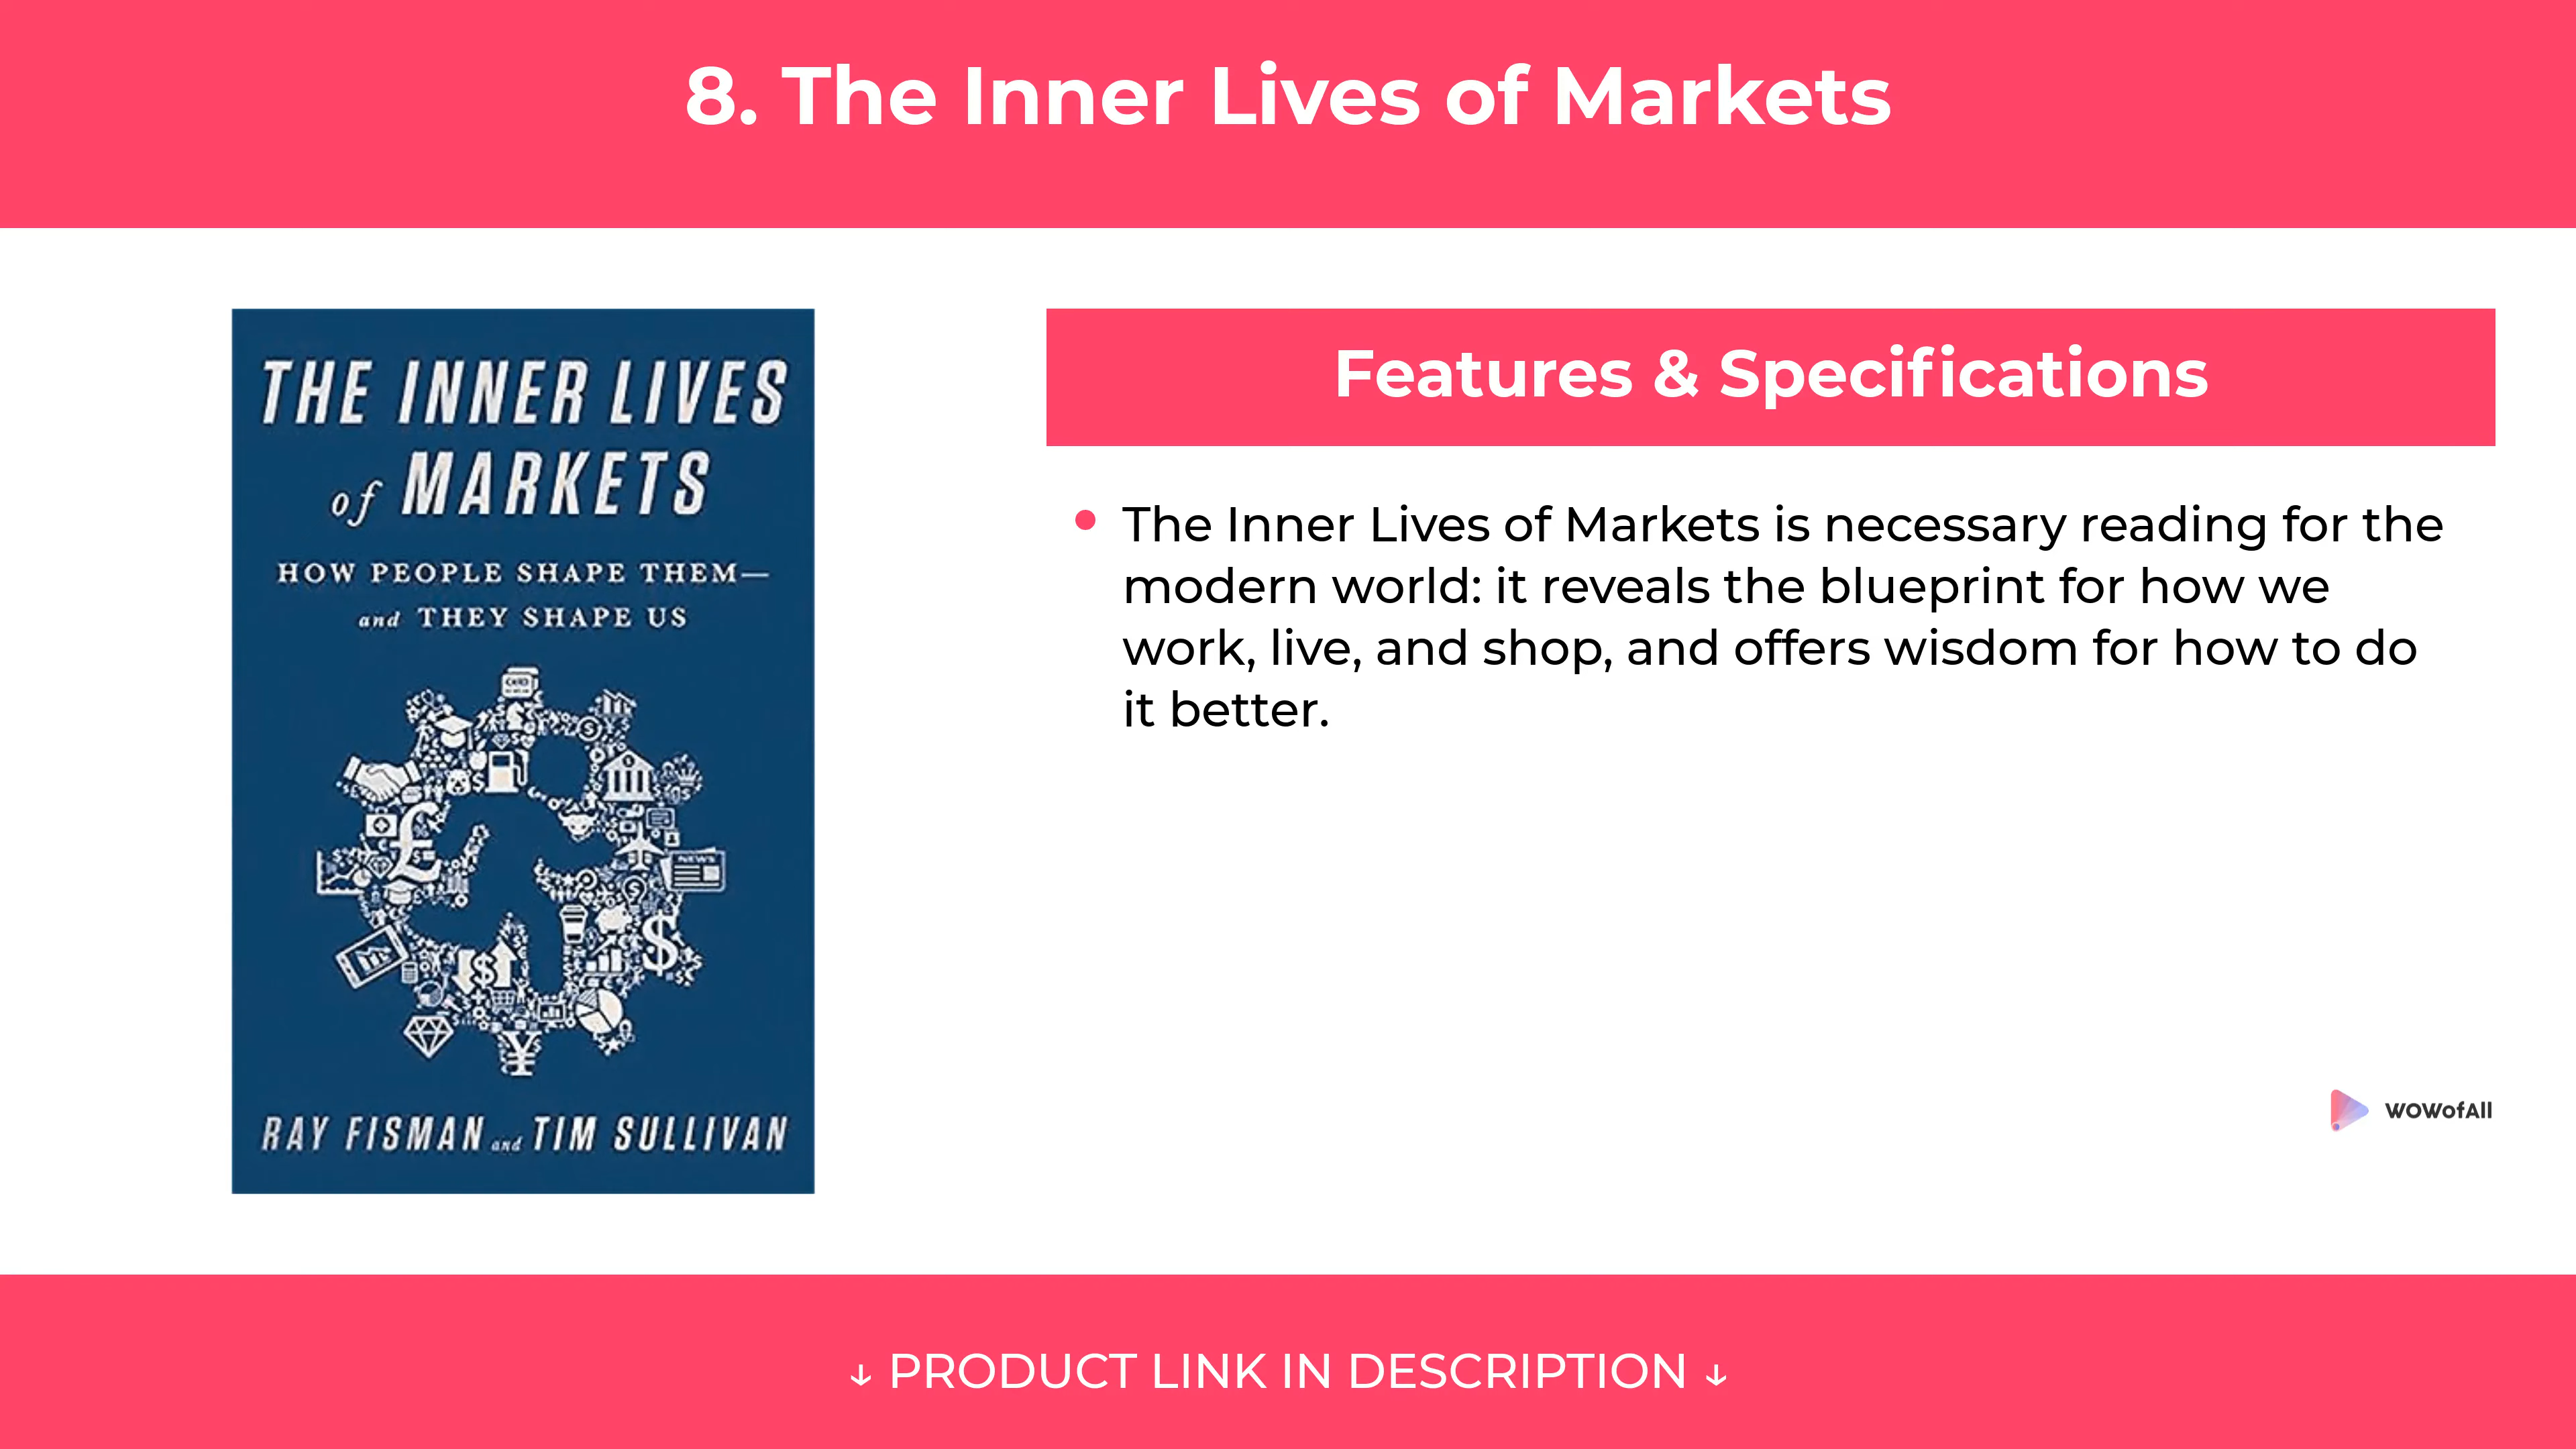 8. The Inner Lives of Markets
THE INNER LIVES
of MARKETS
HOW PEOPLE SHAPE THEM—
and THEY SHAPE US
CARD
NEWS
RAY FISMAN and TIM SULLIVAN
Features & Specifications
• The Inner Lives of Markets is necessary reading for the
modern world: it reveals the blueprint for how we
work, live, and shop, and offers wisdom for how to do
it better.
wowofAll
↓ PRODUCT LINK IN DESCRIPTION ↓